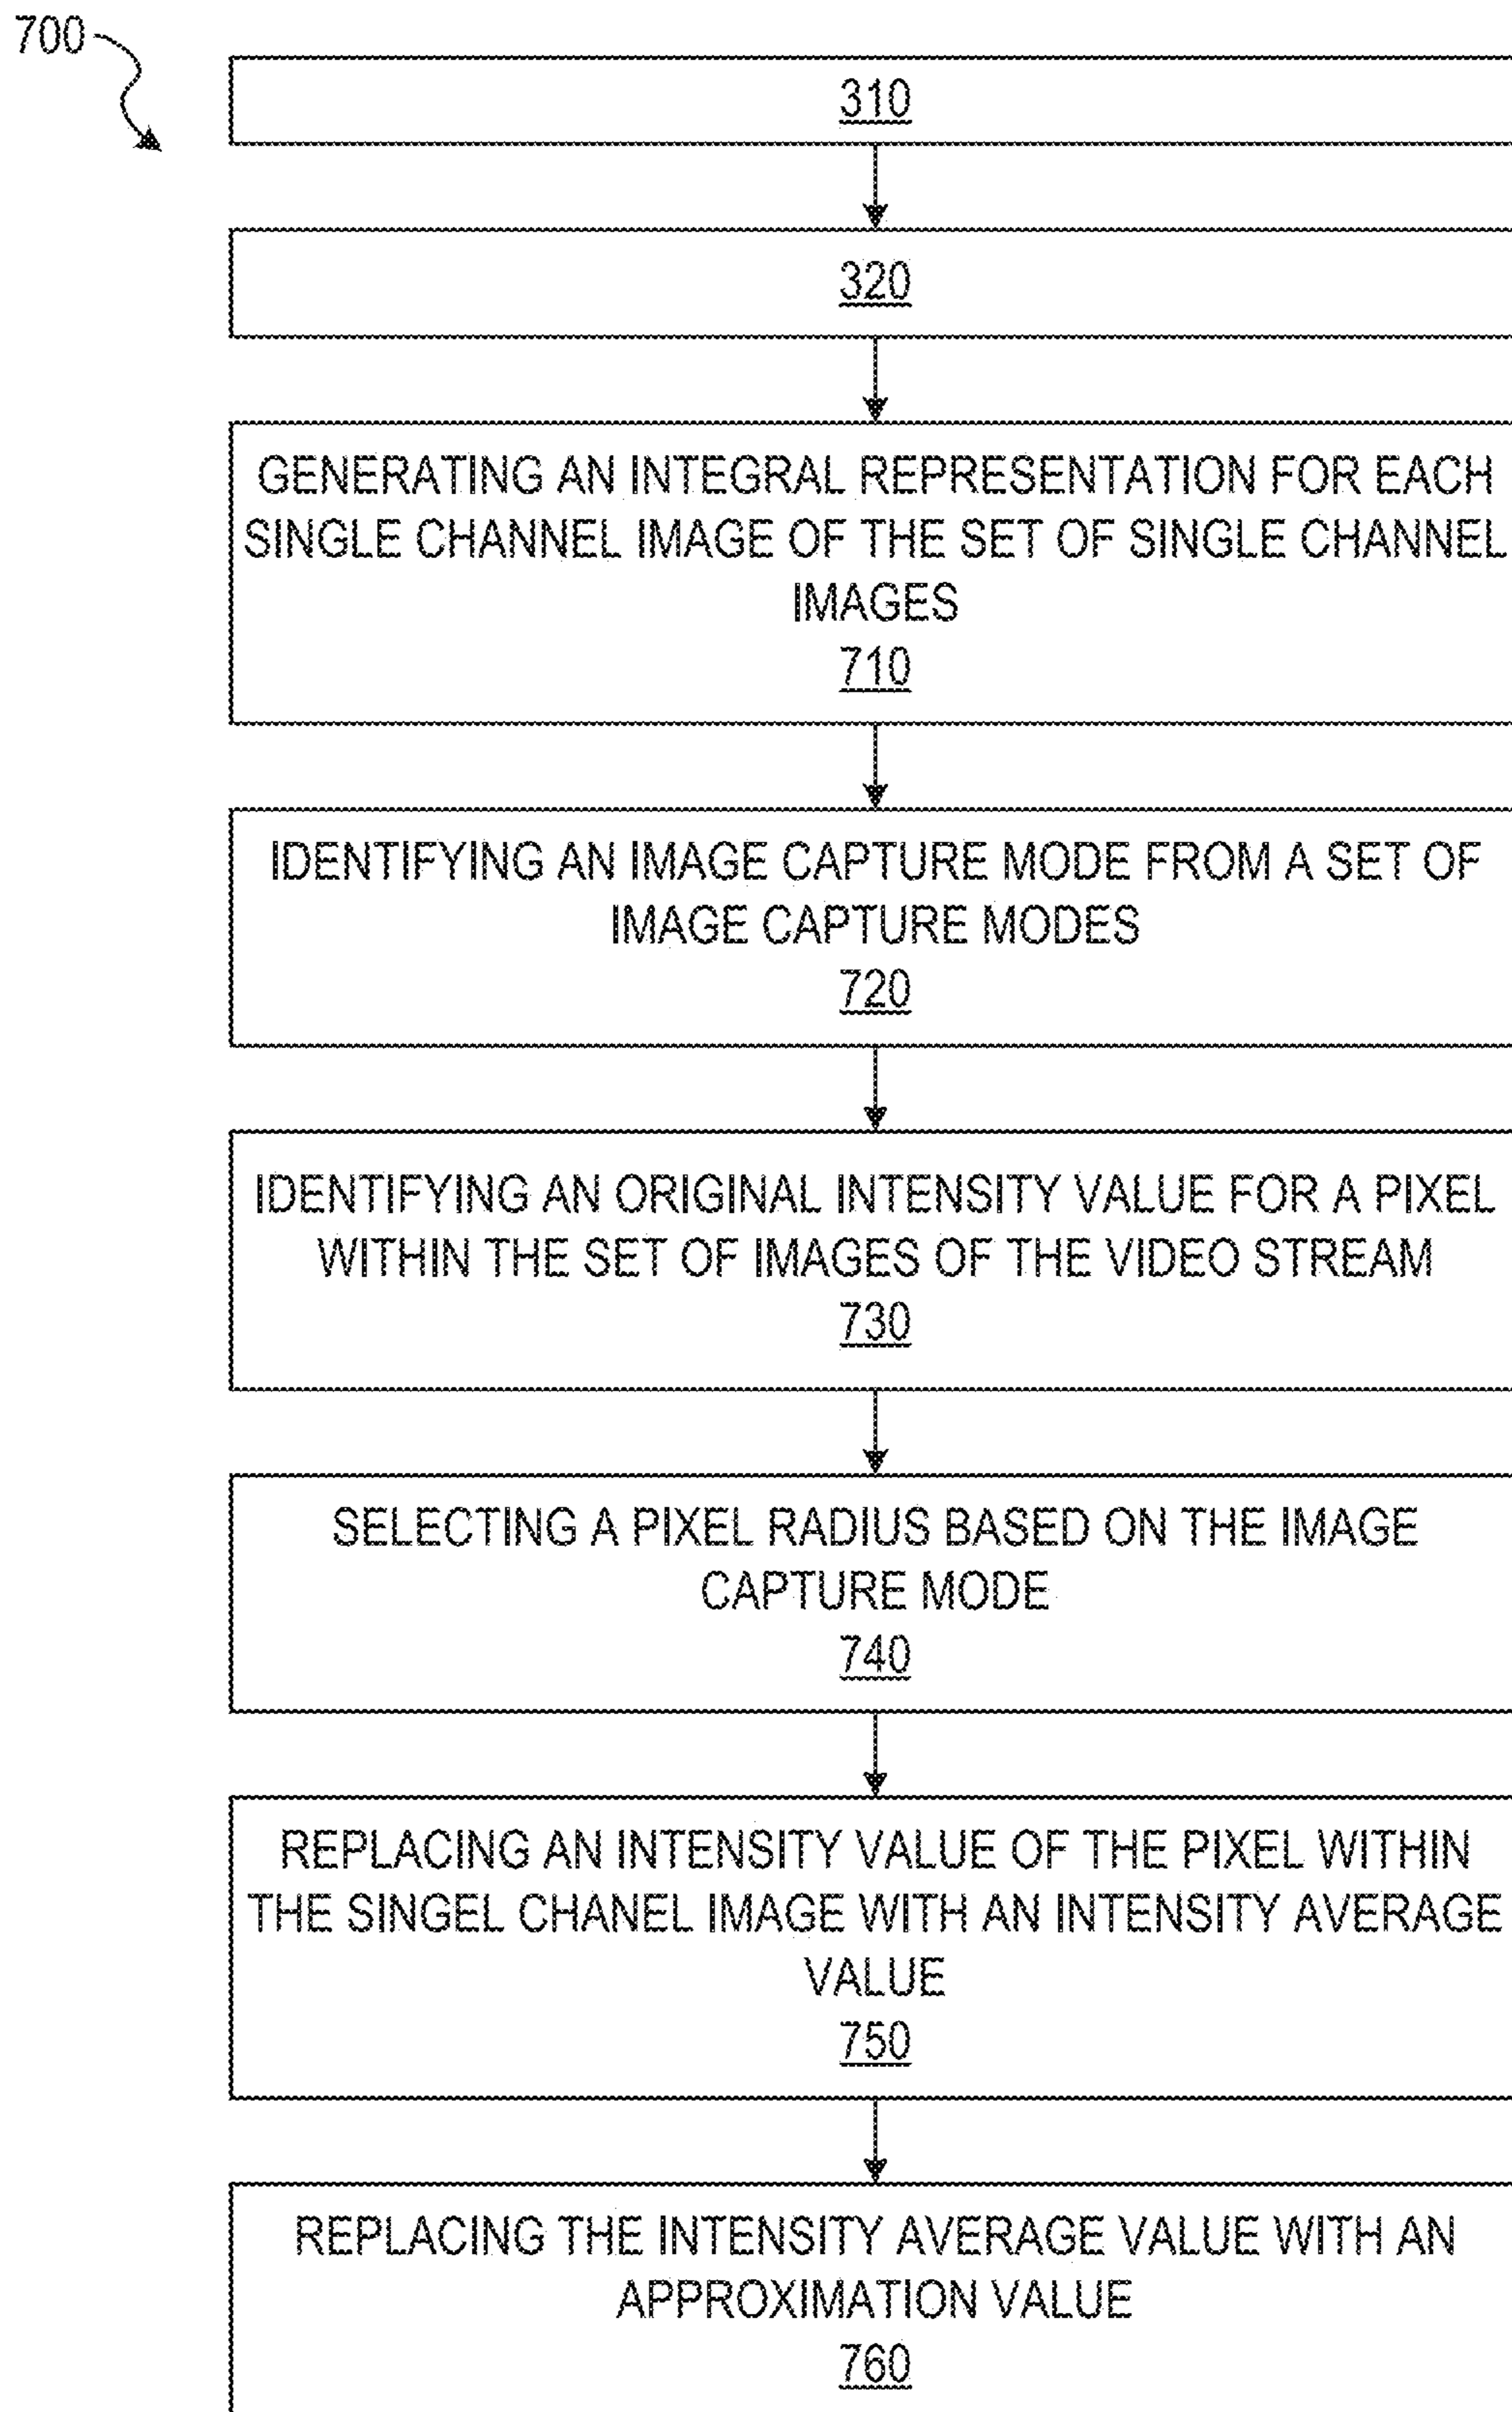 700
310
320
GENERATING AN INTEGRAL REPRESENTATION FOR EACH
SINGLE CHANNEL IMAGE OF THE SET OF SINGLE CHANNEL
IMAGES
710
IDENTIFYING AN IMAGE CAPTURE MODE FROM A SET OF
IMAGE CAPTURE MODES
720
IDENTIFYING AN ORIGINAL INTENSITY VALUE FOR A PIXEL
WITHIN THE SET OF IMAGES OF THE VIDEO STREAM
730
SELECTING A PIXEL RADIUS BASED ON THE IMAGE
CAPTURE MODE
740
REPLACING AN INTENSITY VALUE OF THE PIXEL WITHIN
THE SINGEL CHANEL IMAGE WITH AN INTENSITY AVERAGE
VALUE
750
REPLACING THE INTENSITY AVERAGE VALUE WITH AN
APPROXIMATION VALUE
760